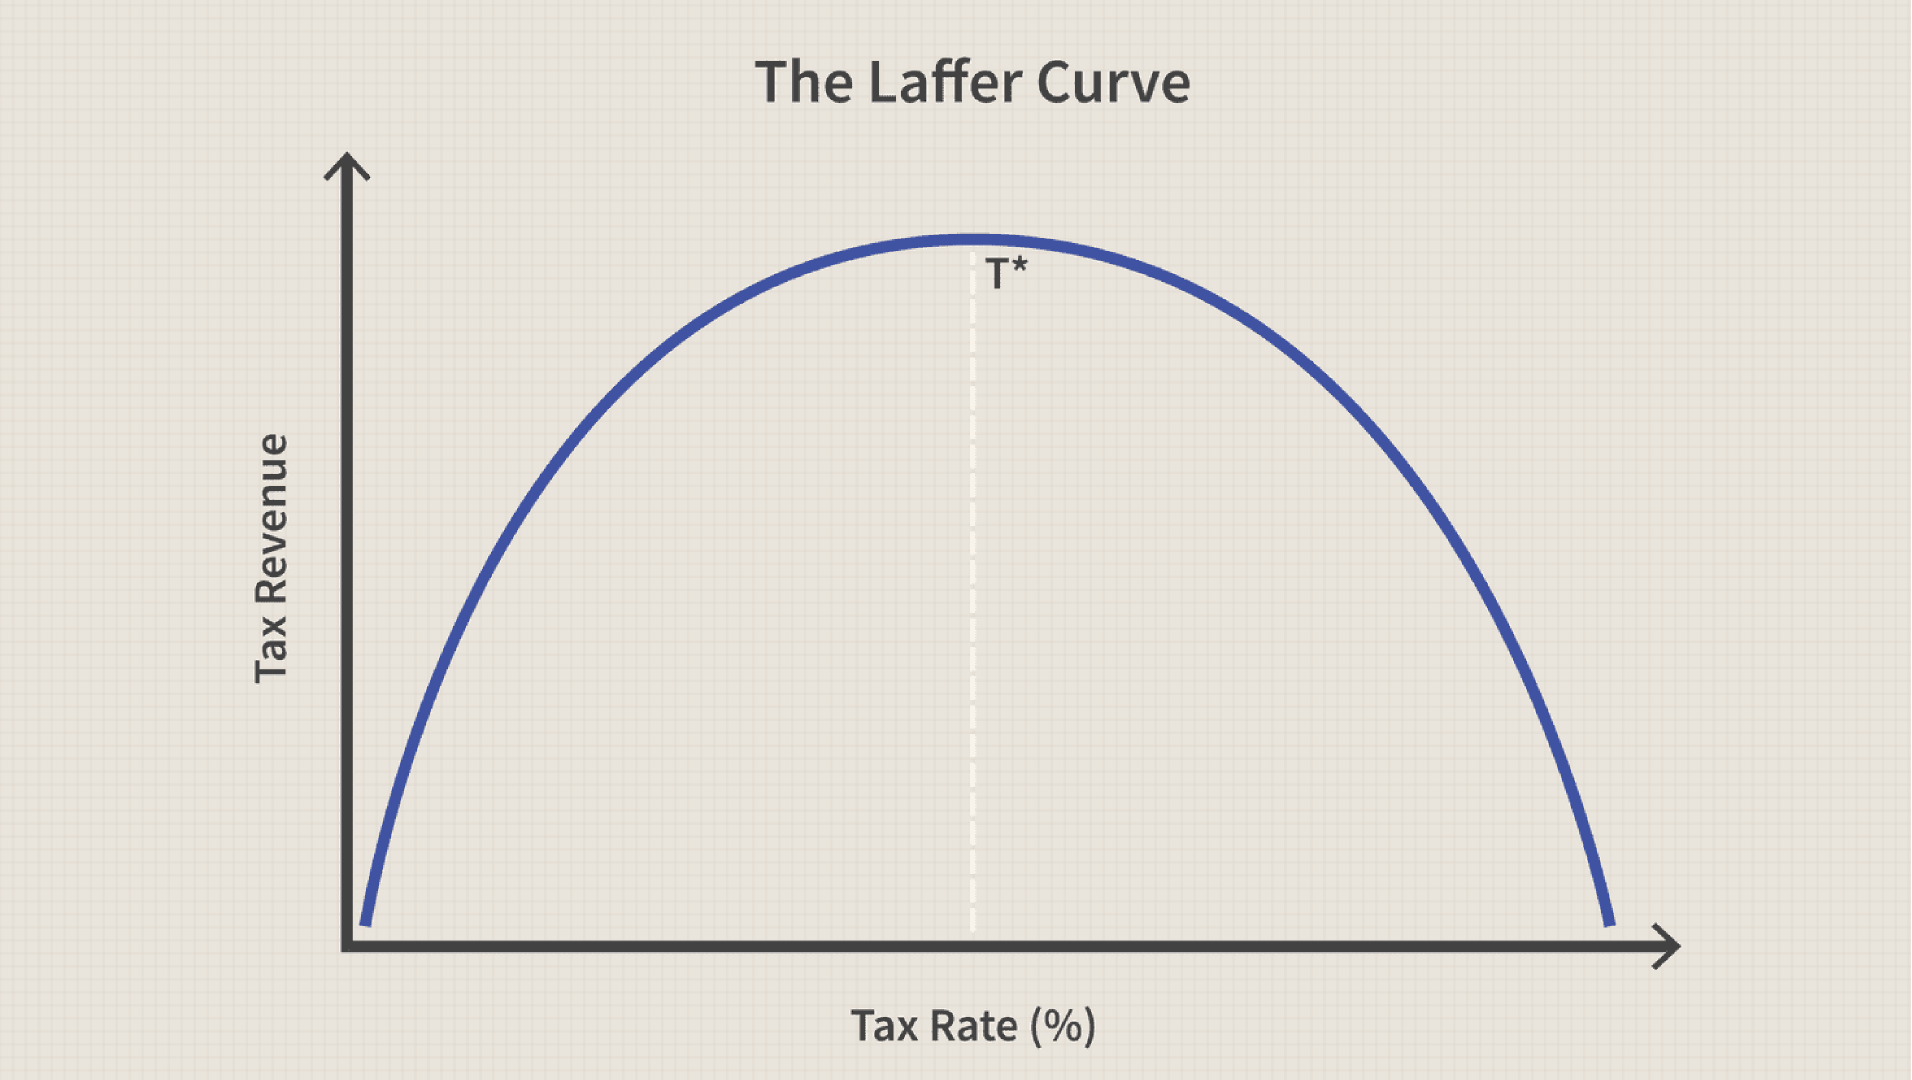 The Laffer Curve
T*
Tax Revenue
Tax Rate (%)